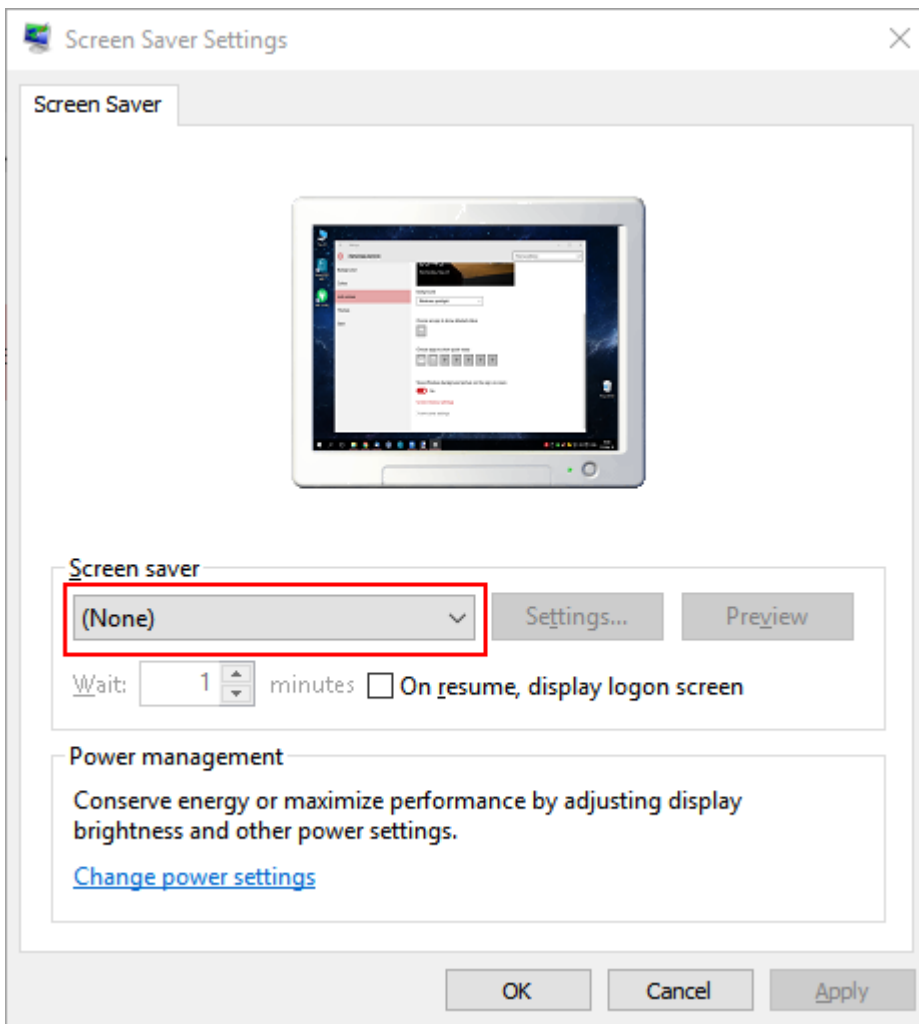 Screen Saver Settings
Screen Saver
Screen saver
(None)
Settings...
Preview
Wait: 1 minutes
On resume, display logon screen
Power management
Conserve energy or maximize performance by adjusting display
brightness and other power settings.
Change power settings
OK
Cancel
Apply